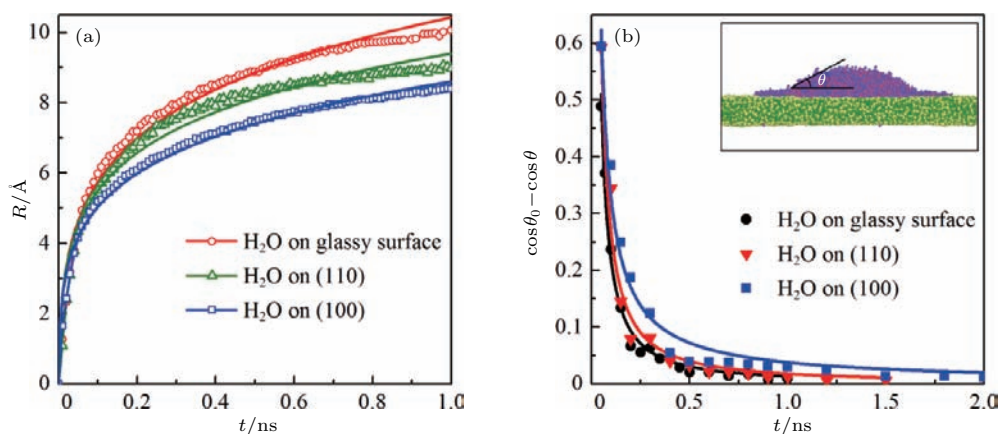 (a)
10
8
6
4
2
0
R/Å
H₂O on glassy surface
H₂O on (110)
H₂O on (100)
0
0.2
0.4
0.6
0.8
1.0
t/ns
(b)
0.6
0.5
0.4
0.3
0.2
0.1
0
cosθ₀−cosθ
θ
H₂O on glassy surface
H₂O on (110)
H₂O on (100)
0
0.5
1.0
1.5
2.0
t/ns